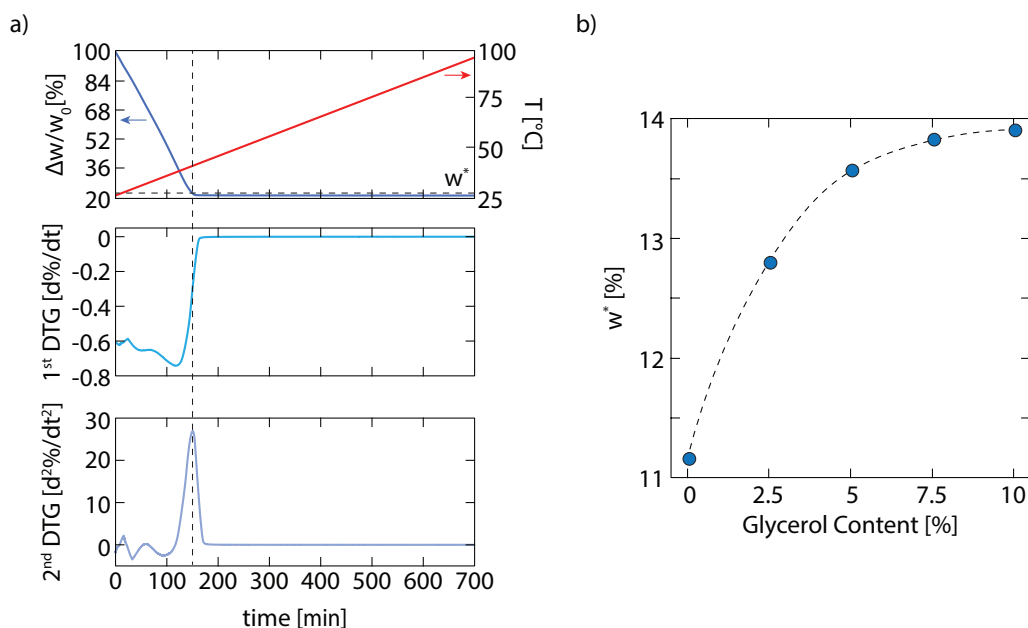 a)
Δw/w0[%]
100
84
68
52
36
20
100
75
50
25
T [°C]
w*
1st DTG [d%/dt]
0
-0.2
-0.4
-0.6
-0.8
2nd DTG [d²%/dt²]
30
20
10
0
0 100 200 300 400 500 600 700
time [min]
b)
w* [%]
14
13
12
11
0 2.5 5 7.5 10
Glycerol Content [%]